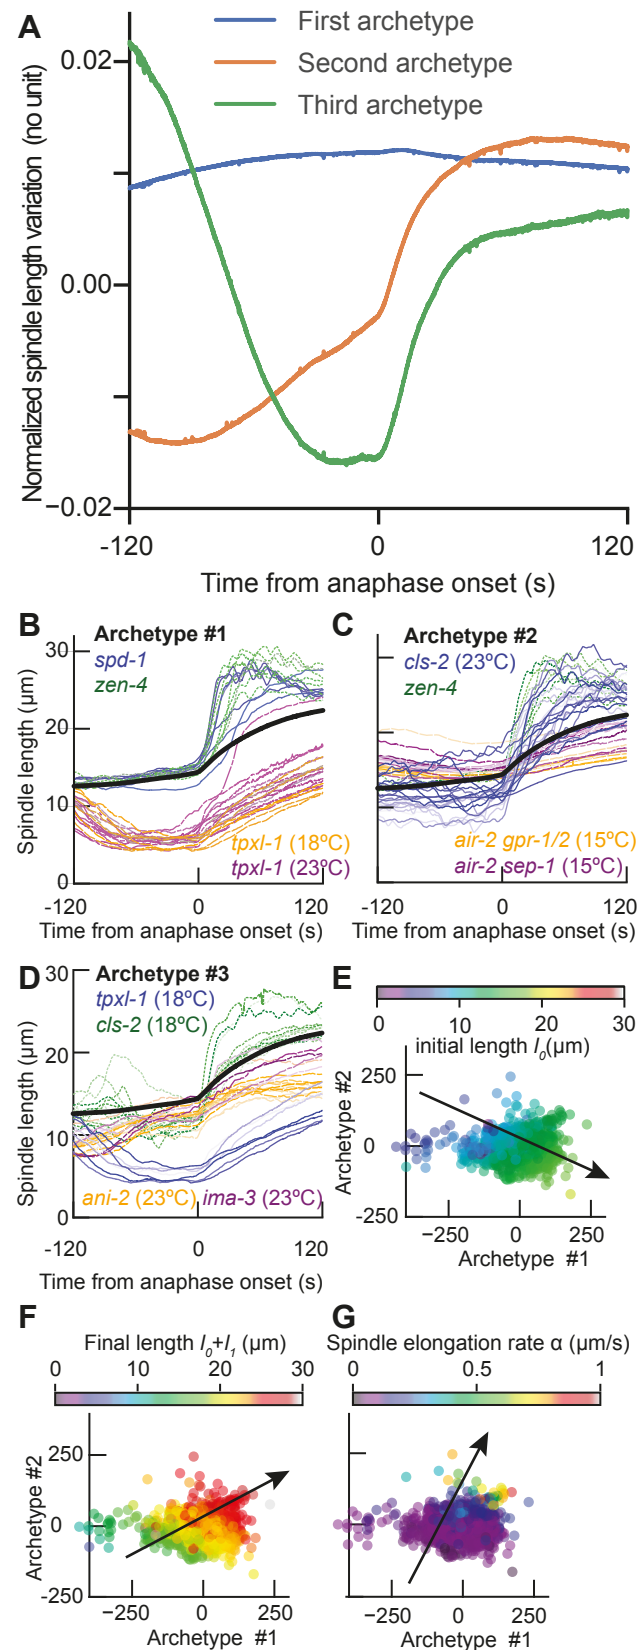 A
First archetype
Second archetype
Third archetype
Normalized spindle length variation (no unit)
0.02
0.00
−0.02
-120
0
120
Time from anaphase onset (s)
B
Archetype #1
spd-1
zen-4
Spindle length (µm)
30
20
10
0
tpxl-1 (18ºC)
tpxl-1 (23ºC)
-120
0
120
Time from anaphase onset (s)
C
Archetype #2
cls-2 (23ºC)
zen-4
air-2 gpr-1/2 (15ºC)
air-2 sep-1 (15ºC)
-120
0
120
Time from anaphase onset (s)
D
Archetype #3
tpxl-1 (18ºC)
cls-2 (18ºC)
Spindle length (µm)
30
20
10
0
ani-2 (23ºC)
ima-3 (23ºC)
-120
0
120
Time from anaphase onset (s)
E
0
10
20
30
initial length l0(µm)
Archetype #2
250
0
-250
−250
0
250
Archetype #1
F
Final length l0+l1 (µm)
0
10
20
30
Archetype #2
250
0
-250
−250
0
250
Archetype #1
G
Spindle elongation rate α (µm/s)
0
0.5
1
−250
0
250
Archetype #1